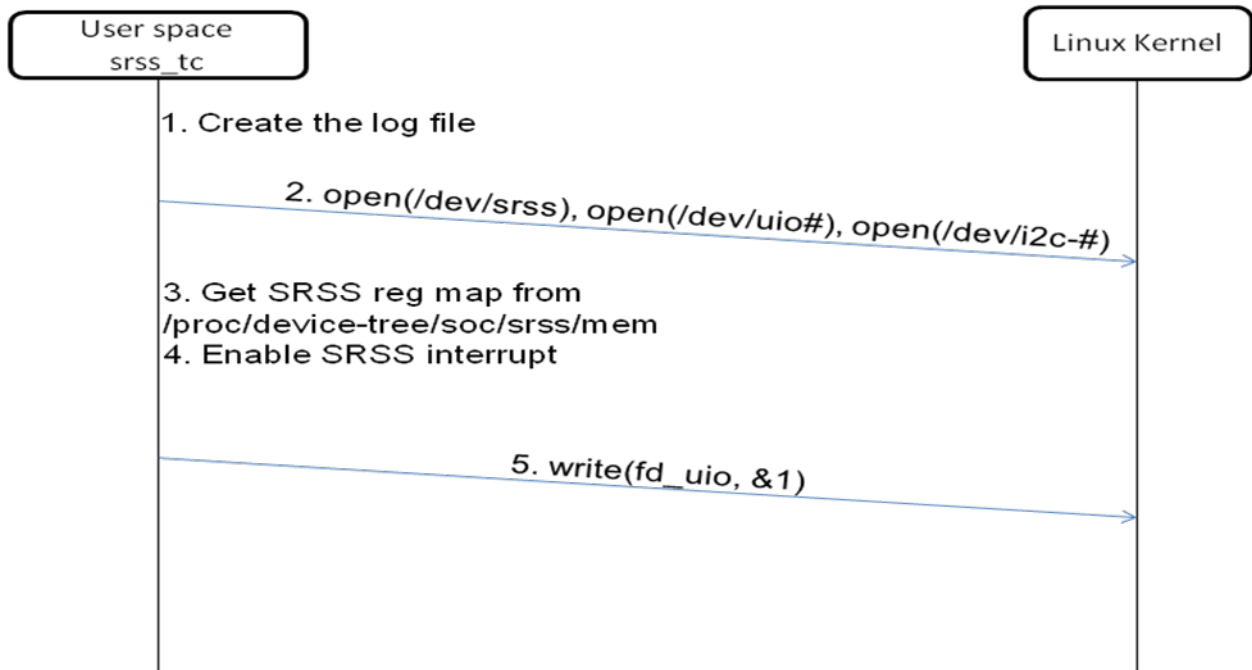 User space
srss_tc
Linux Kernel
1. Create the log file
2. open(/dev/srss), open(/dev/uio#), open(/dev/i2c-#)
3. Get SRSS reg map from
/proc/device-tree/soc/srss/mem
4. Enable SRSS interrupt
5. write(fd_uio, &1)